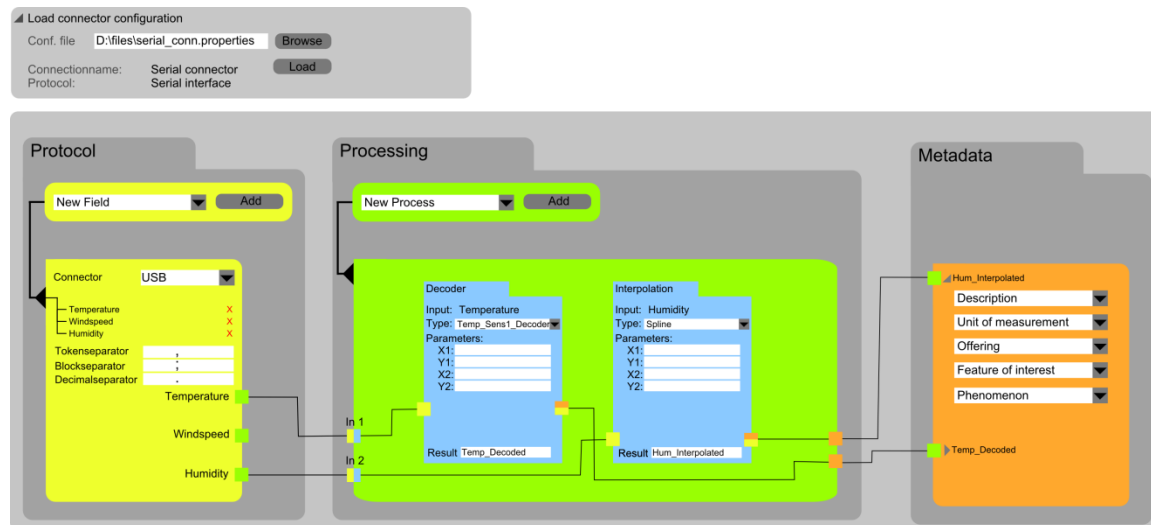 Load connector configuration
Conf. file D:\files\serial_conn.properties Browse
Connectionname: Serial connector Load
Protocol: Serial interface
Protocol
New Field Add
Connector USB
Temperature X
Windspeed X
Humidity X
Tokenseparator ,
Blockseparator ;
Decimalseparator .
Temperature
Windspeed
Humidity
Processing
New Process Add
In 1
In 2
Decoder
Input: Temperature
Type: Temp_Sens1_Decoder
Parameters:
X1:
Y1:
X2:
Y2:
Result Temp_Decoded
Interpolation
Input: Humidity
Type: Spline
Parameters:
X1:
Y1:
X2:
Y2:
Result Hum_Interpolated
Metadata
Hum_Interpolated
Description
Unit of measurement
Offering
Feature of interest
Phenomenon
Temp_Decoded